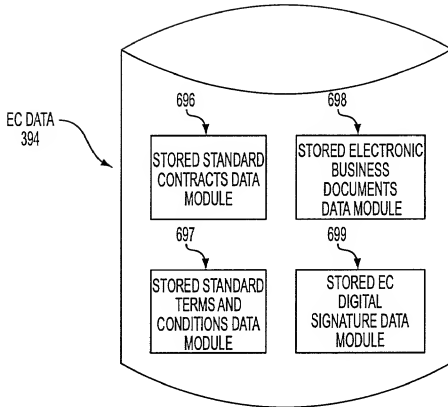 EC DATA
394
696
STORED STANDARD
CONTRACTS DATA
MODULE
698
STORED ELECTRONIC
BUSINESS
DOCUMENTS
DATA MODULE
697
STORED STANDARD
TERMS AND
CONDITIONS DATA
MODULE
699
STORED EC
DIGITAL
SIGNATURE DATA
MODULE